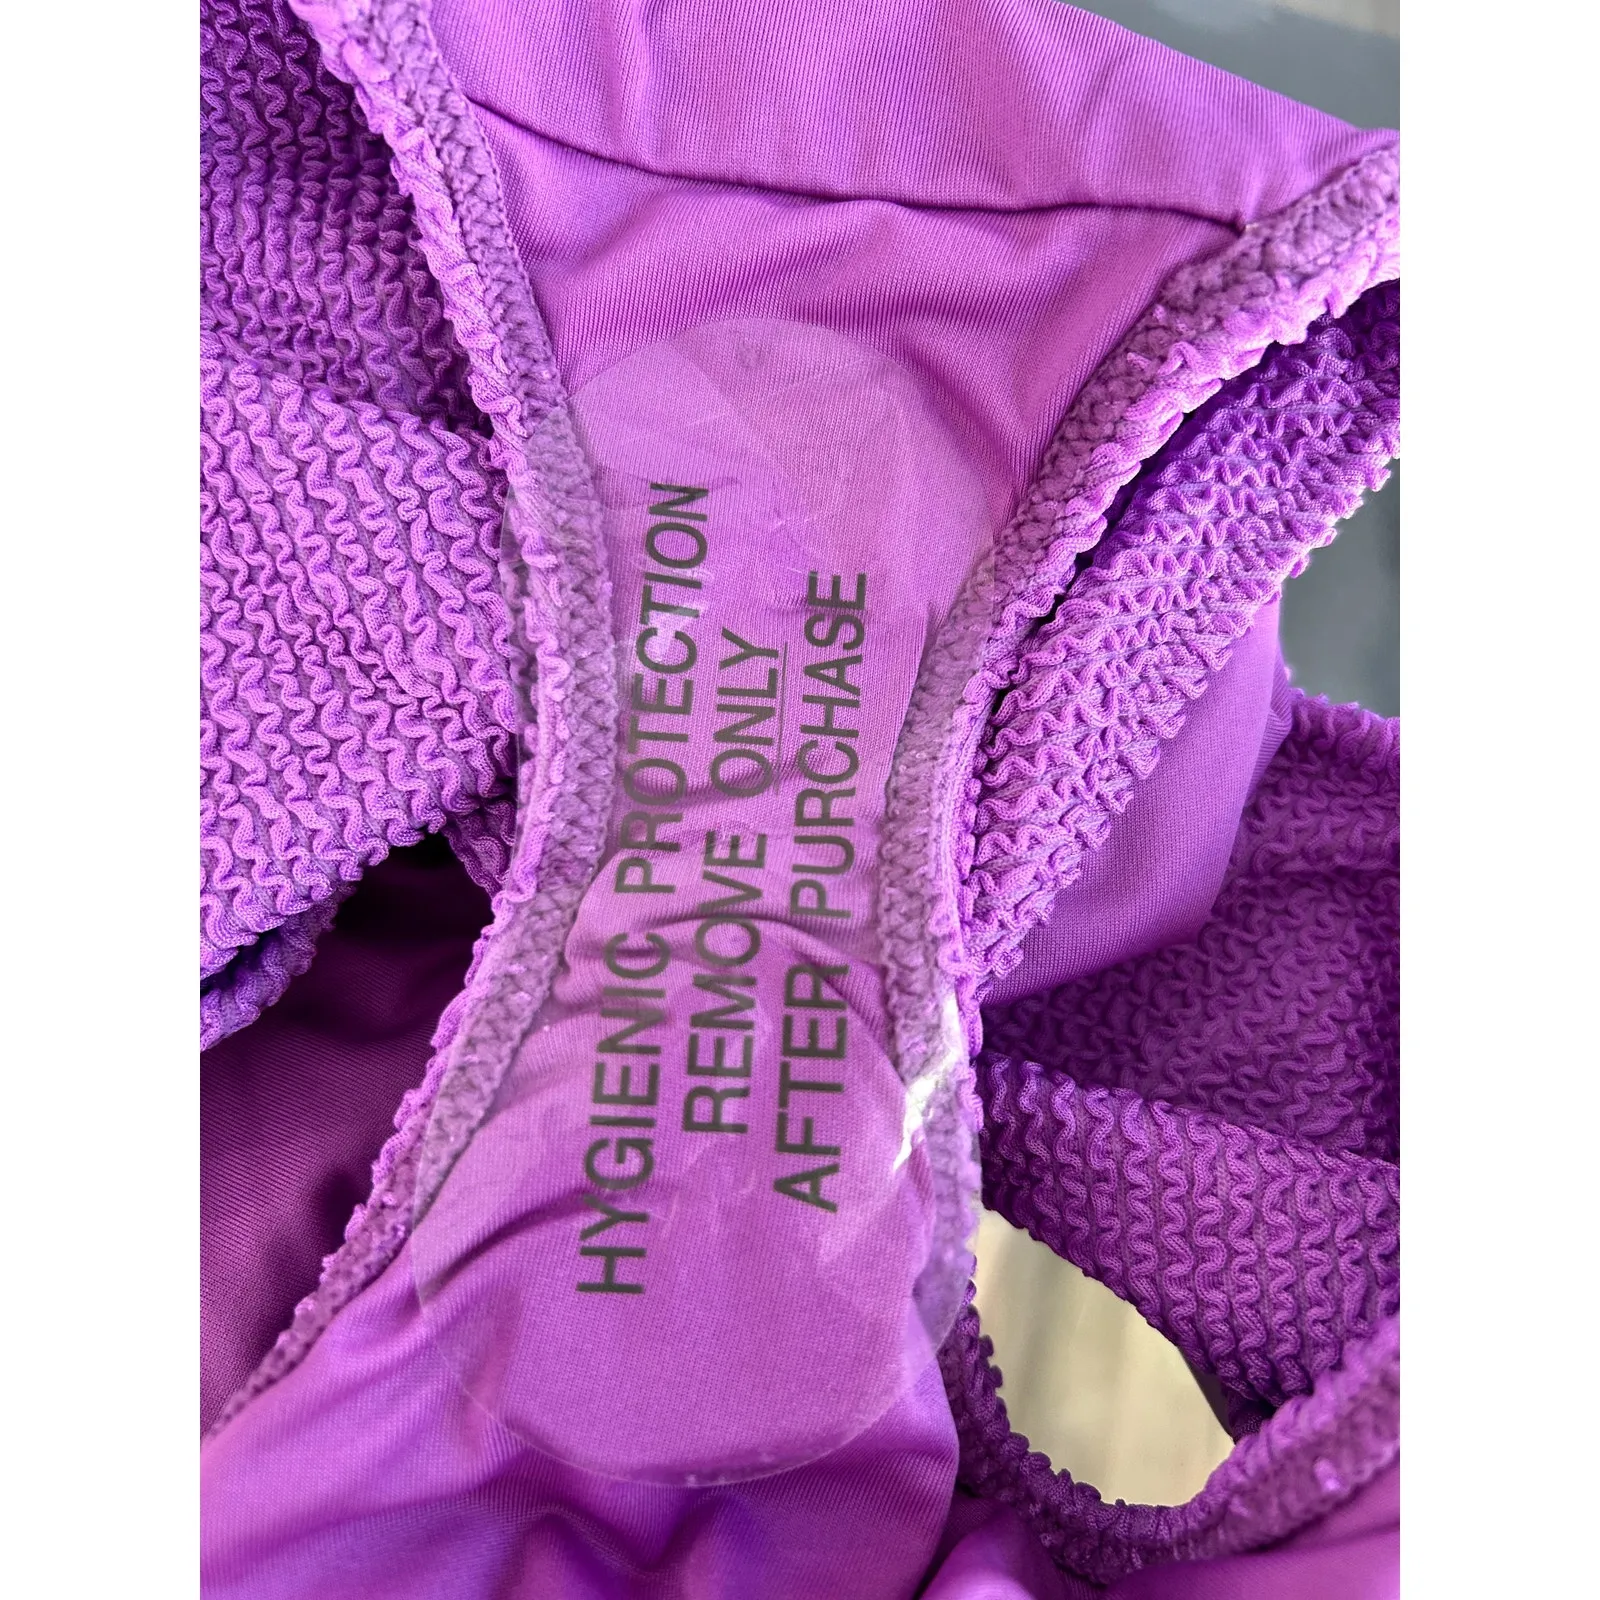 HYGIENIC PROTECTION
REMOVE ONLY
AFTER PURCHASE